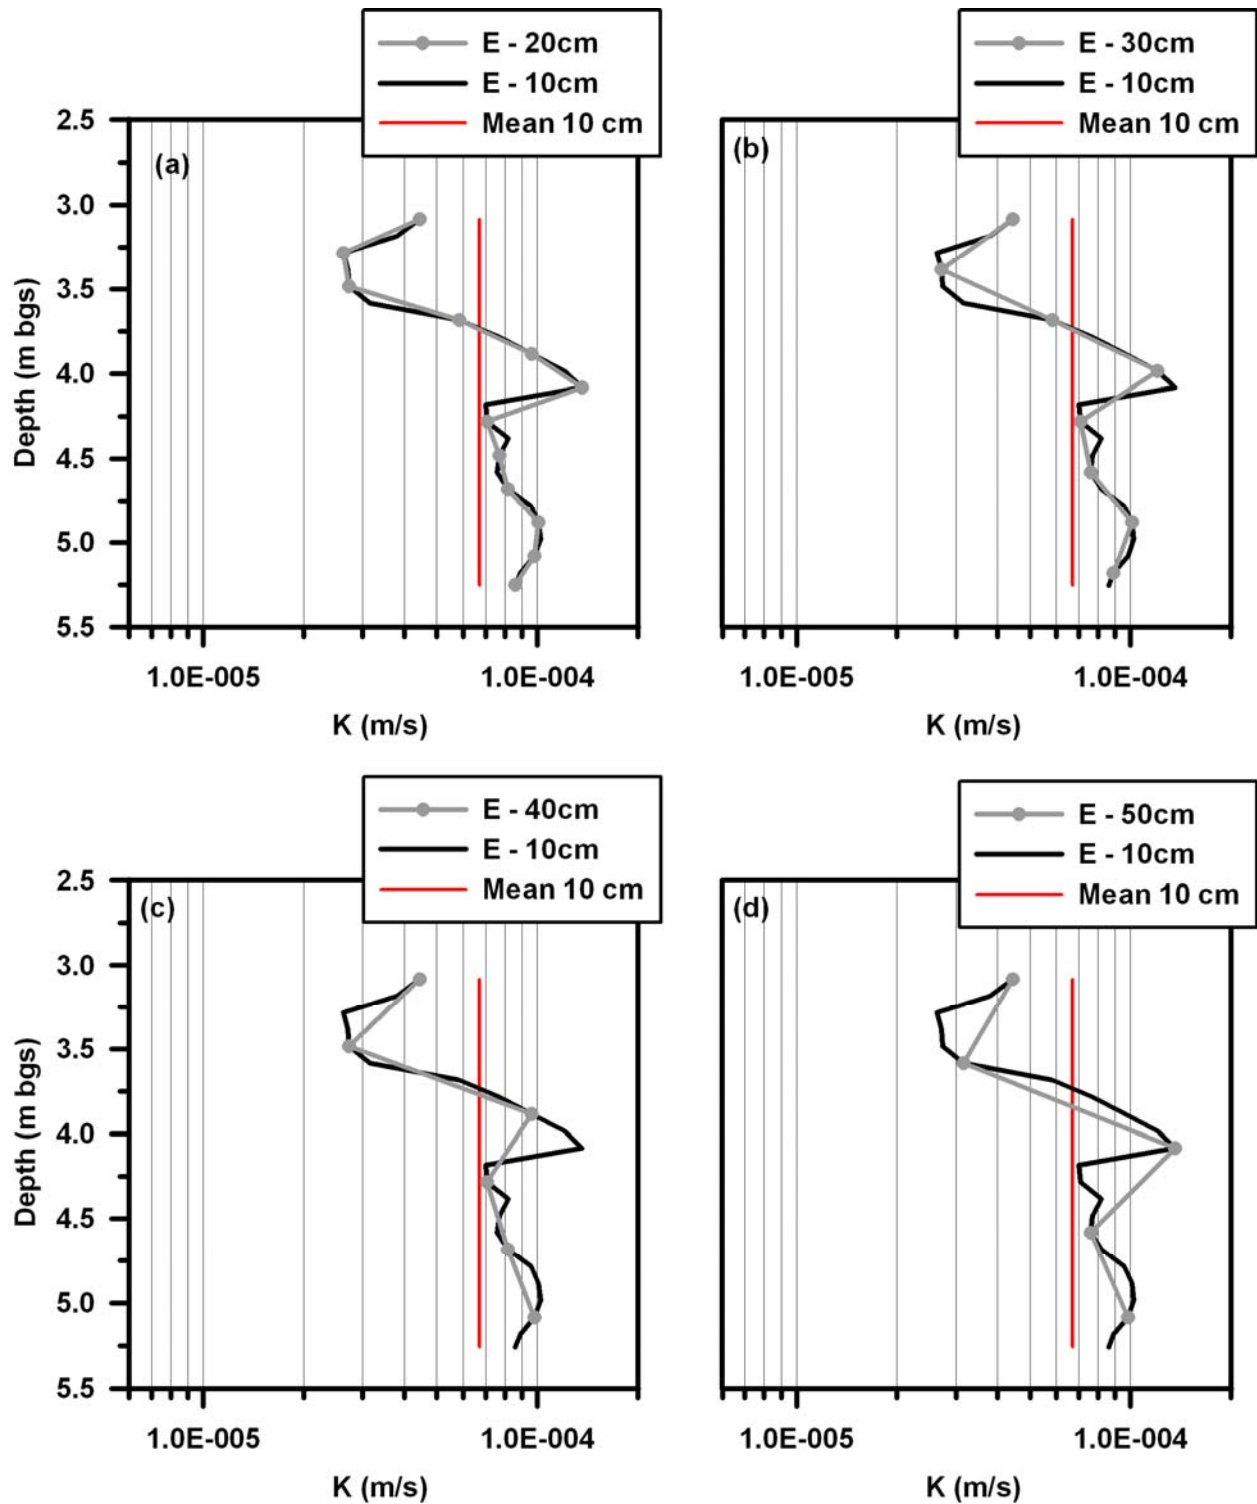 E - 20cm
E - 10cm
Mean 10 cm
(a)
2.5
3.0
3.5
4.0
4.5
5.0
5.5
Depth (m bgs)
1.0E-005
1.0E-004
K (m/s)
E - 30cm
E - 10cm
Mean 10 cm
(b)
1.0E-005
1.0E-004
K (m/s)
E - 40cm
E - 10cm
Mean 10 cm
(c)
2.5
3.0
3.5
4.0
4.5
5.0
5.5
Depth (m bgs)
1.0E-005
1.0E-004
K (m/s)
E - 50cm
E - 10cm
Mean 10 cm
(d)
1.0E-005
1.0E-004
K (m/s)